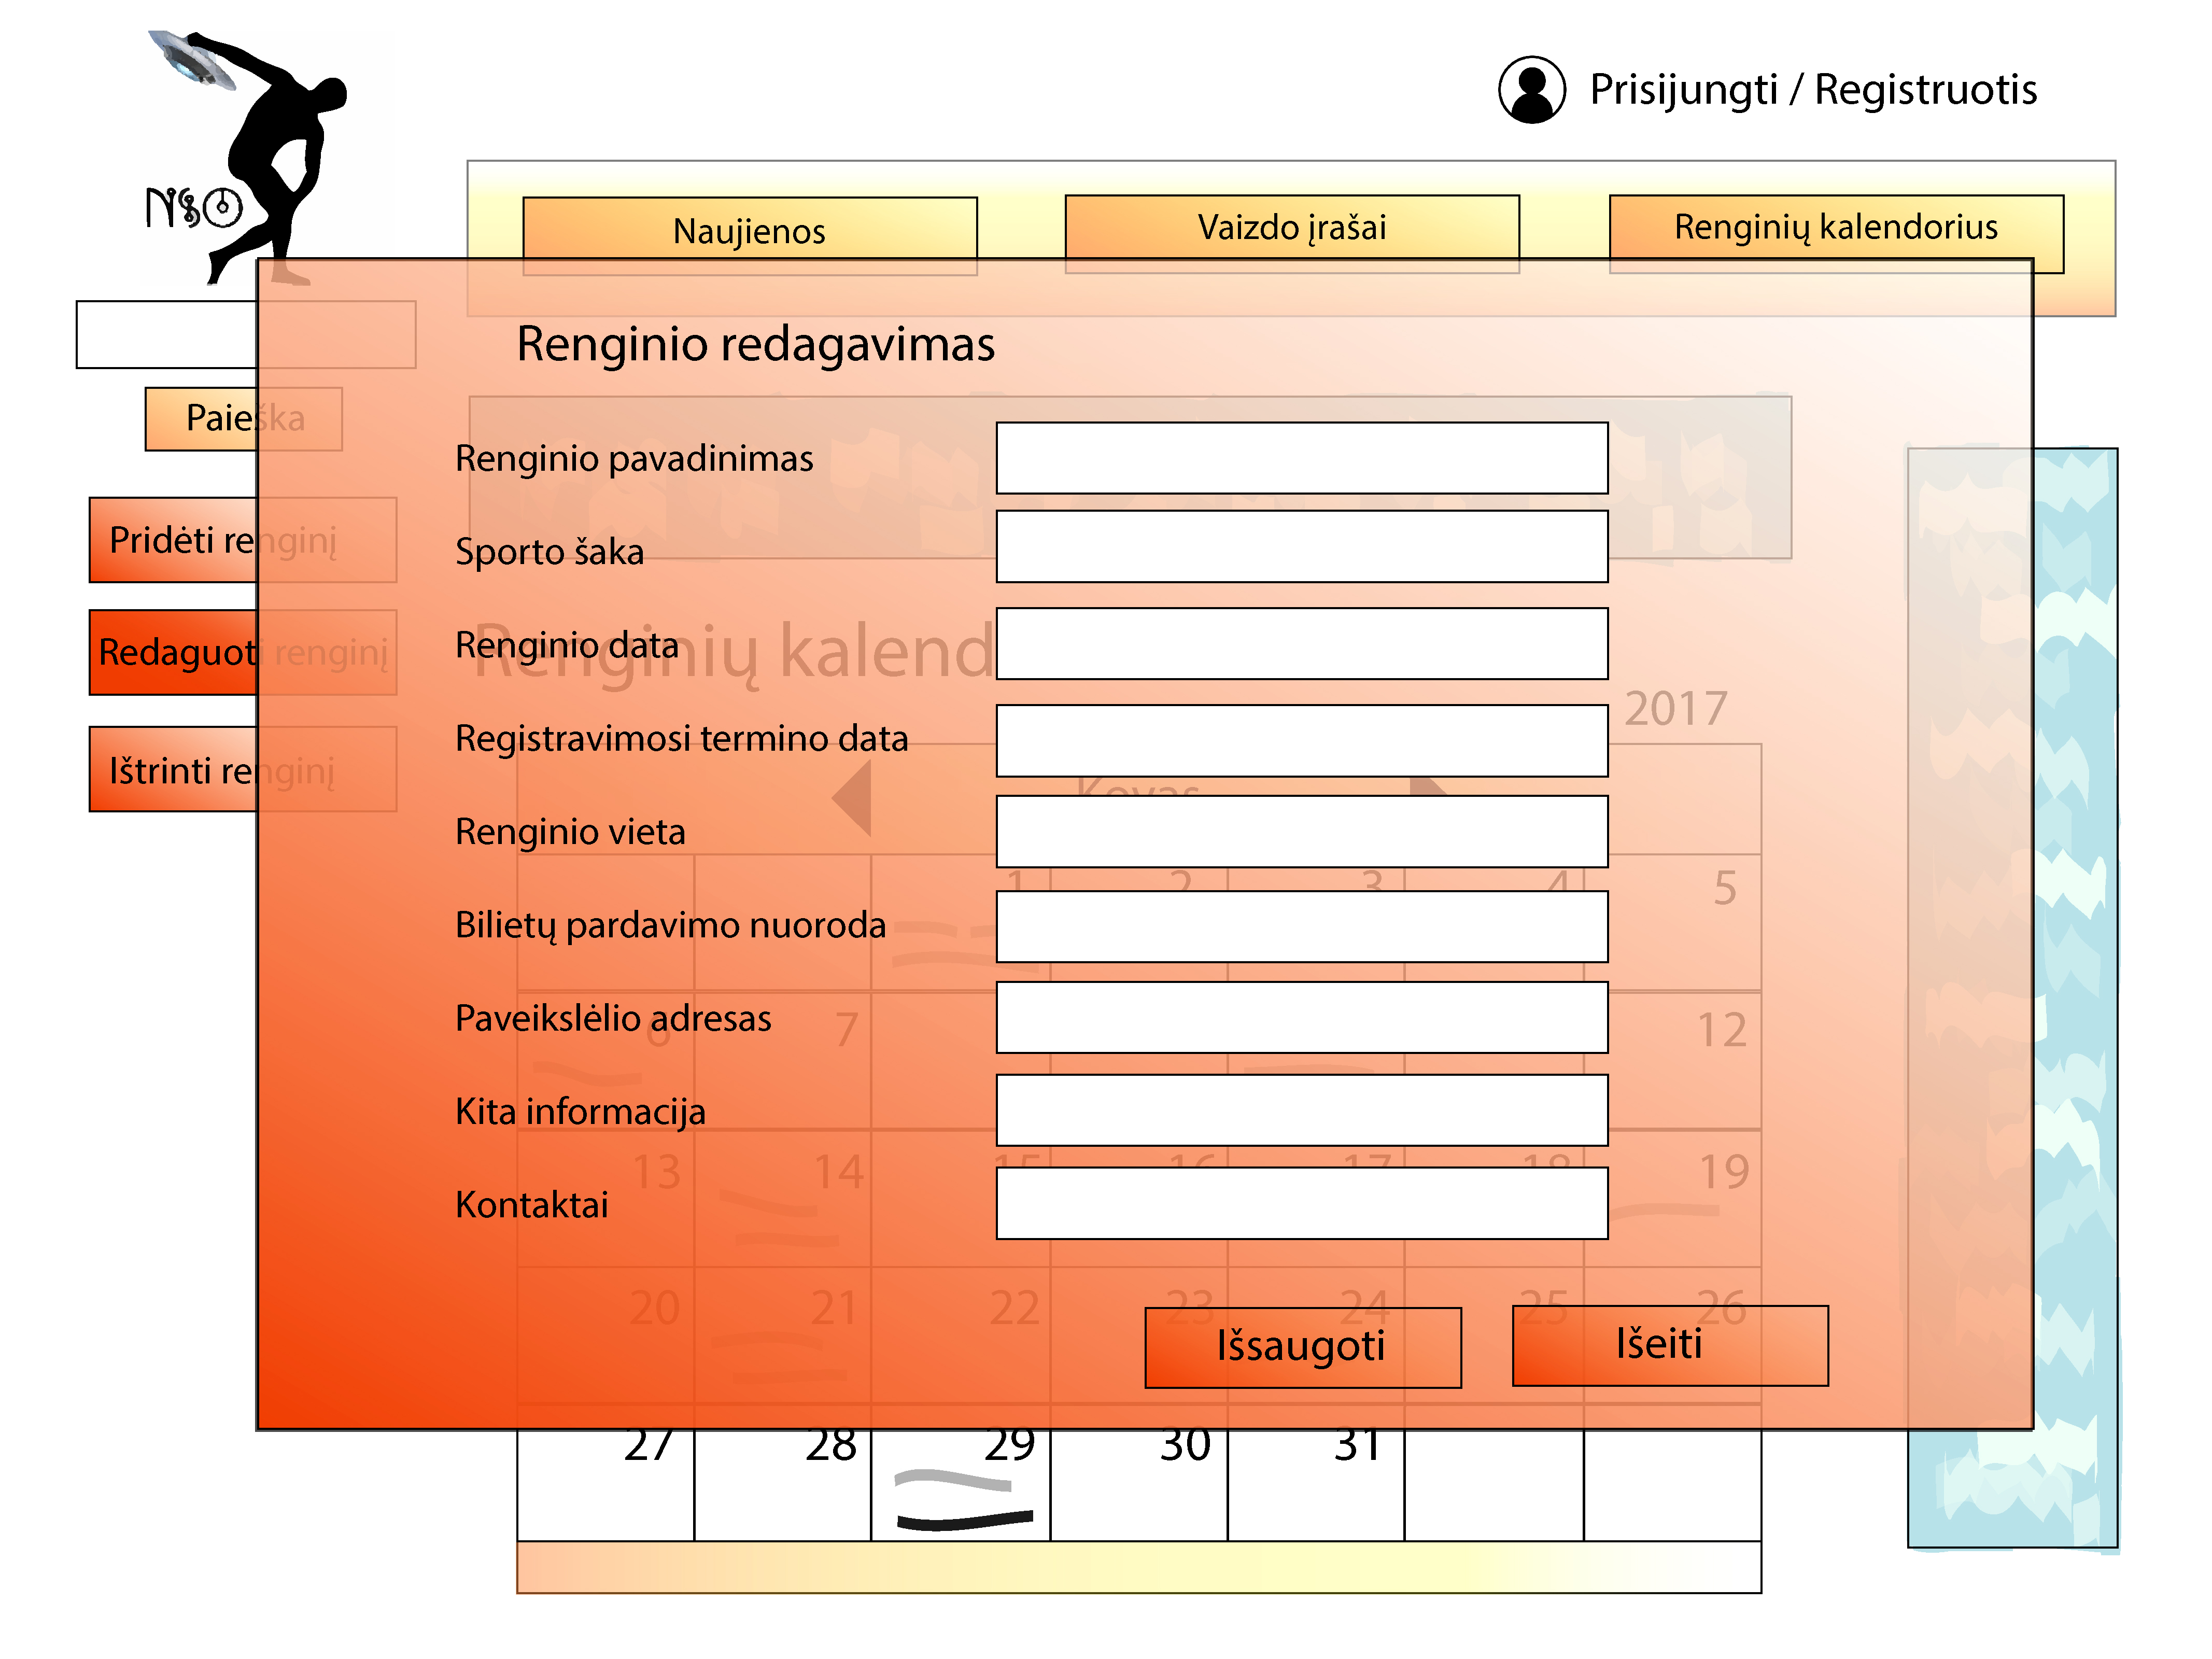 Prisijungti / Registruotis
NSO
Naujienos
Vaizdo įrašai
Renginių kalendorius
Paieška
Pridėti renginį
Redaguoti renginį
Ištrinti renginį
Renginio redagavimas
Renginio pavadinimas
Sporto šaka
Renginio data
Renginių kalend
2017
Registravimosi termino data
Kovas
Renginio vieta
1 2 3 4 5
Bilietų pardavimo nuoroda
Paveikslėlio adresas
6 7 12
Kita informacija
13 14 15 16 17 18 19
Kontaktai
20 21 22 23 24 25 26
Išsaugoti
Išeiti
27 28 29 30 31